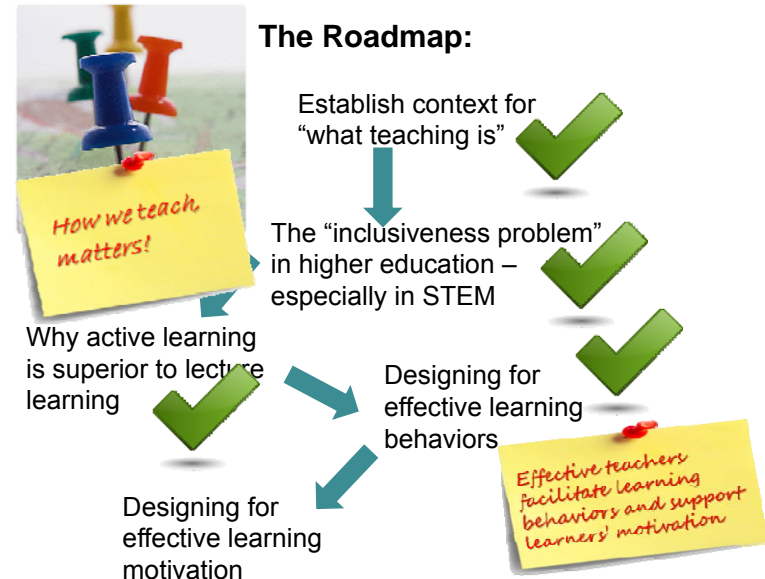 The Roadmap:
Establish context for
“what teaching is”
How we teach,
matters!
The “inclusiveness problem”
in higher education –
especially in STEM
Why active learning
is superior to lecture
learning
Designing for
effective learning
behaviors
Effective teachers
facilitate learning
behaviors and support
learners' motivation
Designing for
effective learning
motivation